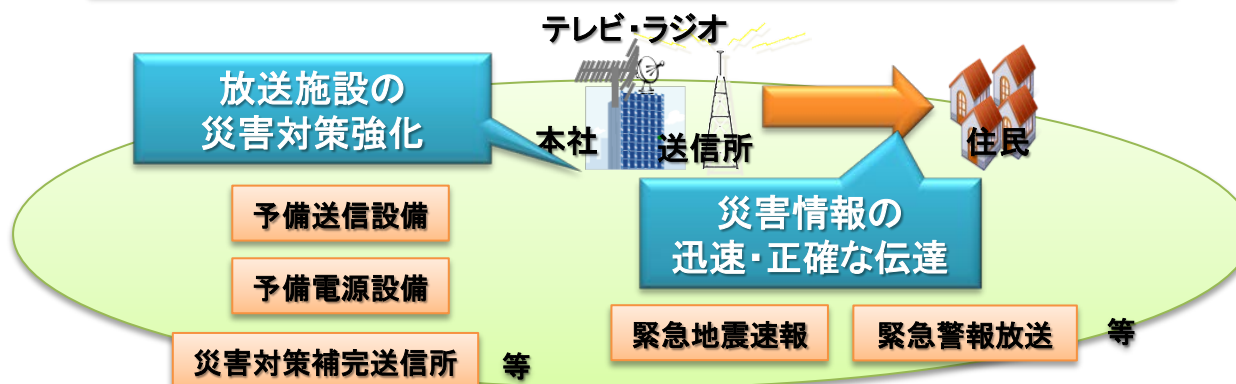 テレビ・ラジオ
放送施設の
災害対策強化
本社
送信所
住民
予備送信設備
予備電源設備
災害対策補完送信所 等
災害情報の
迅速・正確な伝達
緊急地震速報 緊急警報放送 等